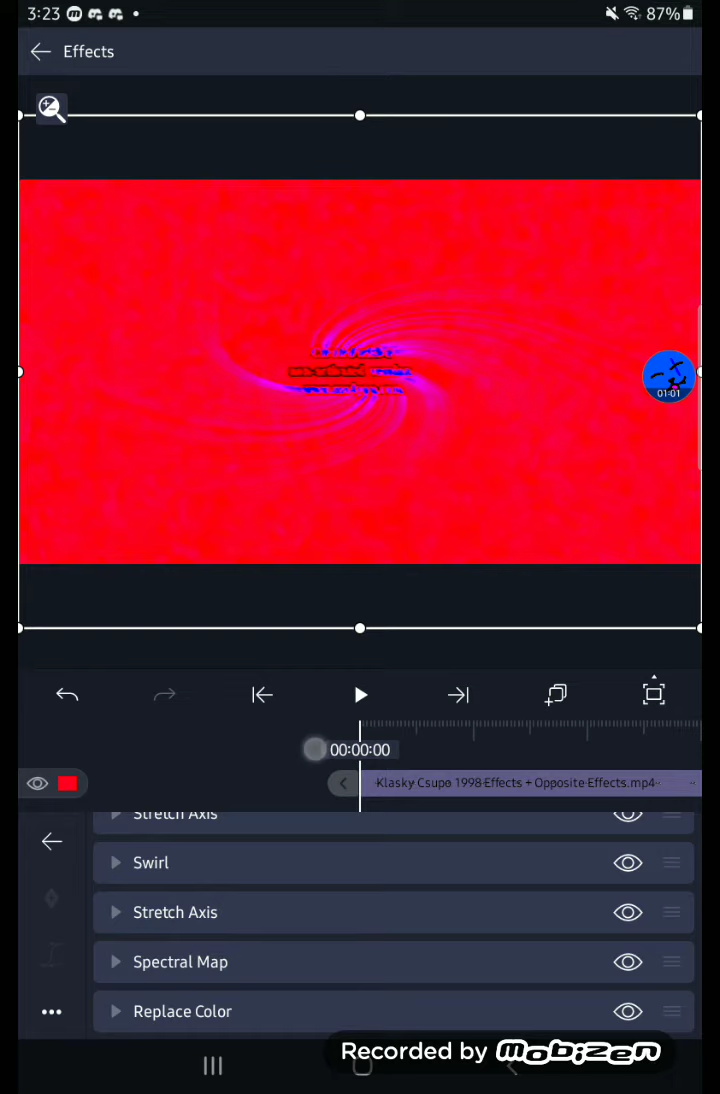 3:23
87%
Effects
01:01
00:00:00
Klasky Csupo 1998 Effects + Opposite Effects.mp4
Stretch Axis
Swirl
Stretch Axis
Spectral Map
Replace Color
Recorded by mobizen